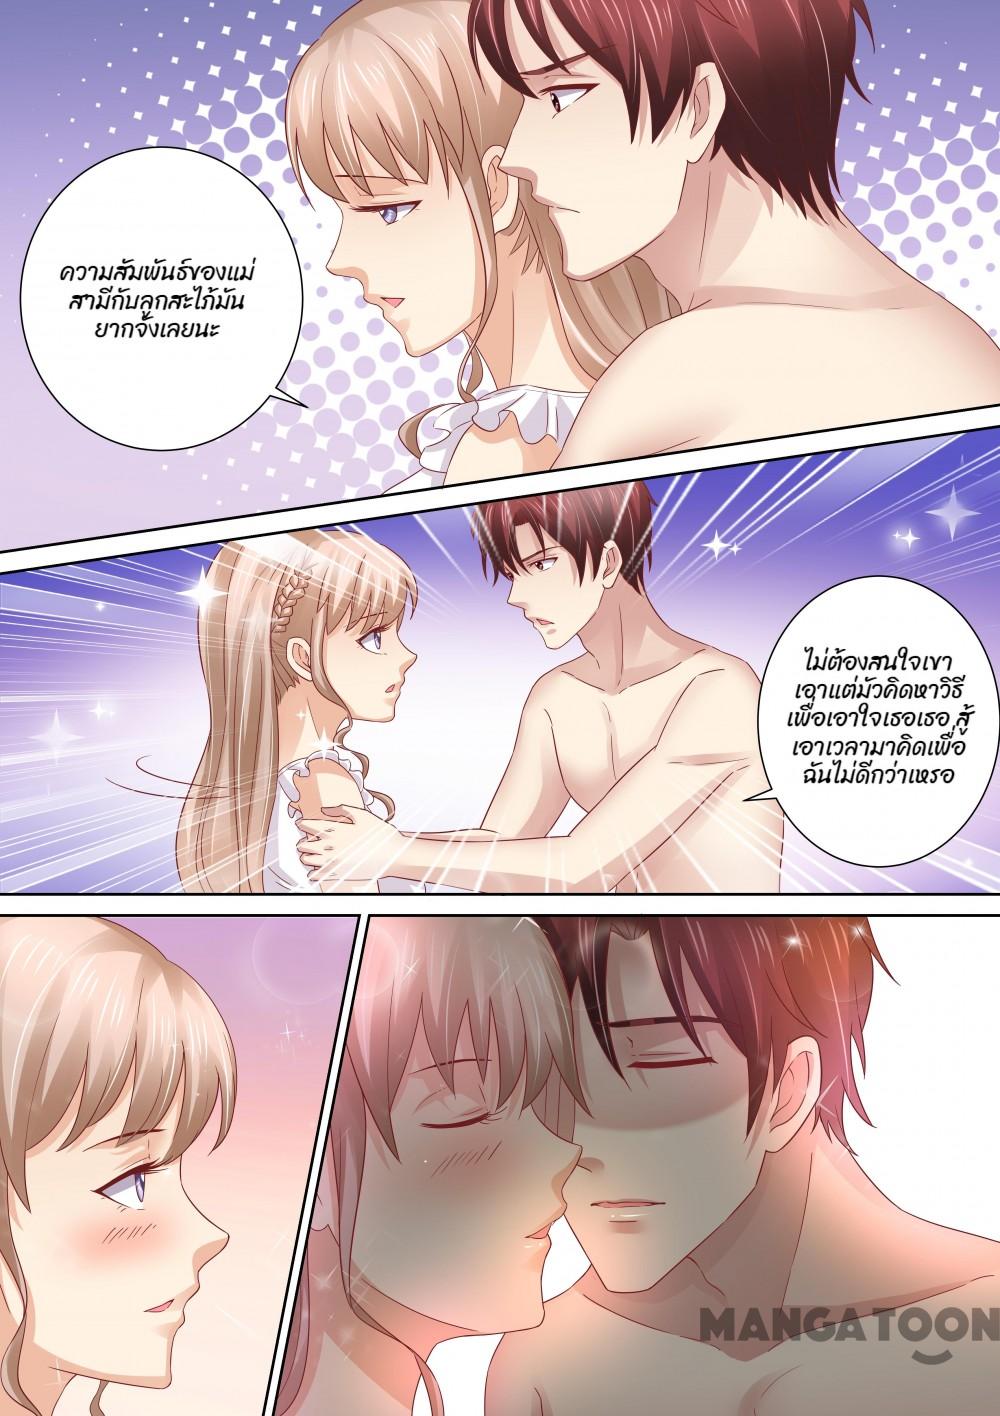 ความสัมพันธ์ของแม่
สามีกับลูกสะไภ้มัน
ยากจังเลยนะ
ไม่ต้องสนใจเขา
เอาแต่มัวคิดหาวิธี
เพื่อเอาใจเธอเธอ สู้
เอาเวลามาคิดเพื่อ
ฉันไม่ดีกว่าเหรอ
MANGATOON